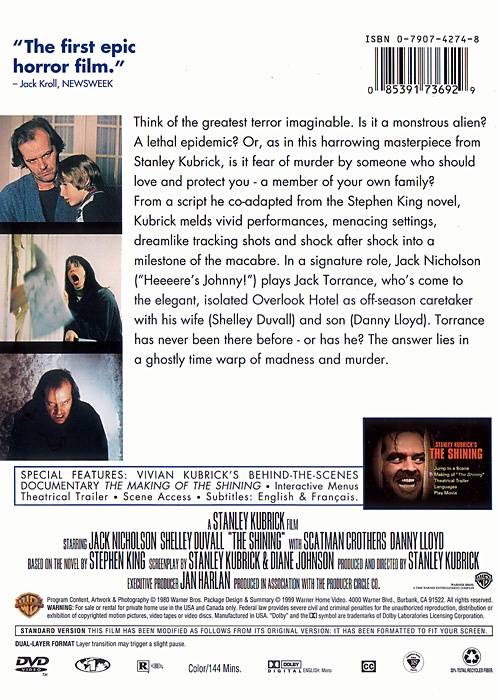 “The first epic
horror film.”
– Jack Kroll, NEWSWEEK
ISBN 0-7907-4274-8
0 85391 73692 9
Think of the greatest terror imaginable. Is it a monstrous alien?
A lethal epidemic? Or, as in this harrowing masterpiece from
Stanley Kubrick, is it fear of murder by someone who should
love and protect you - a member of your own family?
From a script he co-adapted from the Stephen King novel,
Kubrick melds vivid performances, menacing settings,
dreamlike tracking shots and shock after shock into a
milestone of the macabre. In a signature role, Jack Nicholson
(“Heeeere’s Johnny!”) plays Jack Torrance, who’s come to
the elegant, isolated Overlook Hotel as off-season caretaker
with his wife (Shelley Duvall) and son (Danny Lloyd). Torrance
has never been there before - or has he? The answer lies in
a ghostly time warp of madness and murder.
STANLEY KUBRICK'S
THE SHINING
Jump to a Scene
Making of "The Shining"
Theatrical Trailer
Languages
Play Movie
SPECIAL FEATURES: VIVIAN KUBRICK’S BEHIND-THE-SCENES
DOCUMENTARY THE MAKING OF THE SHINING • Interactive Menus
Theatrical Trailer • Scene Access • Subtitles: English & Français.
A STANLEY KUBRICK FILM
STARRING JACK NICHOLSON SHELLEY DUVALL "THE SHINING" WITH SCATMAN CROTHERS DANNY LLOYD
BASED ON THE NOVEL BY STEPHEN KING SCREENPLAY BY STANLEY KUBRICK & DIANE JOHNSON PRODUCED AND DIRECTED BY STANLEY KUBRICK
EXECUTIVE PRODUCER JAN HARLAN PRODUCED IN ASSOCIATION WITH THE PRODUCER CIRCLE CO.
WARNER BROS.
A TIME WARNER ENTERTAINMENT COMPANY
Program Content, Artwork & Photography © 1980 Warner Bros. Package Design & Summary © 1999 Warner Home Video. 4000 Warner Blvd., Burbank, CA 91522. All rights reserved.
WARNING: For sale or rental for private home use in the USA and Canada only. Federal law provides severe civil and criminal penalties for the unauthorized reproduction, distribution or
exhibition of copyrighted motion pictures, video tapes or video discs. Manufactured in USA. "Dolby" and the symbol are trademarks of Dolby Laboratories Licensing Corporation.
STANDARD VERSION THIS FILM HAS BEEN MODIFIED AS FOLLOWS FROM ITS ORIGINAL VERSION: IT HAS BEEN FORMATTED TO FIT YOUR SCREEN.
DUAL-LAYER FORMAT Layer transition may trigger a slight pause.
DVD VIDEO
R
Color/144 Mins.
DOLBY DIGITAL ENGLISH: Mono
CC